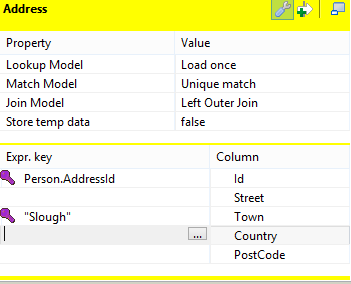 Address
Property Value
Lookup Model Load once
Match Model Unique match
Join Model Left Outer Join
Store temp data false
Expr. key Column
Person.AddressId Id
Street
"Slough" Town
... Country
PostCode